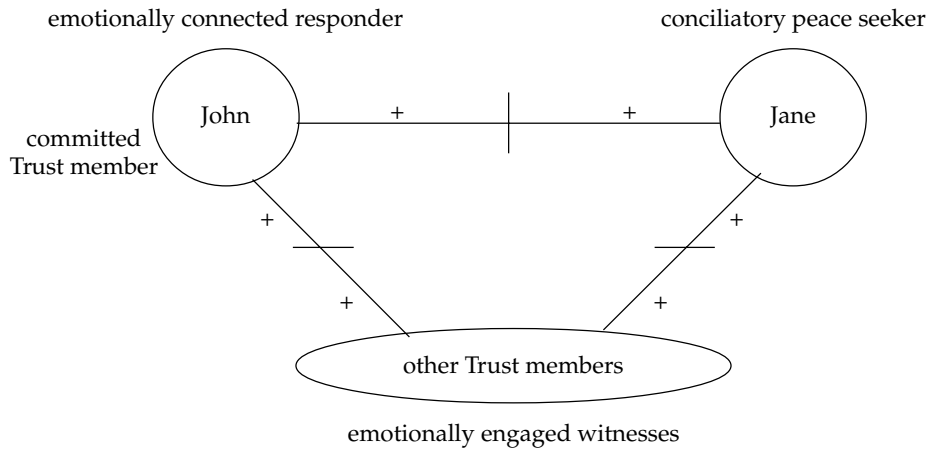 emotionally connected responder
conciliatory peace seeker
John
+
+
Jane
committed
Trust member
+
+
+
+
other Trust members
emotionally engaged witnesses